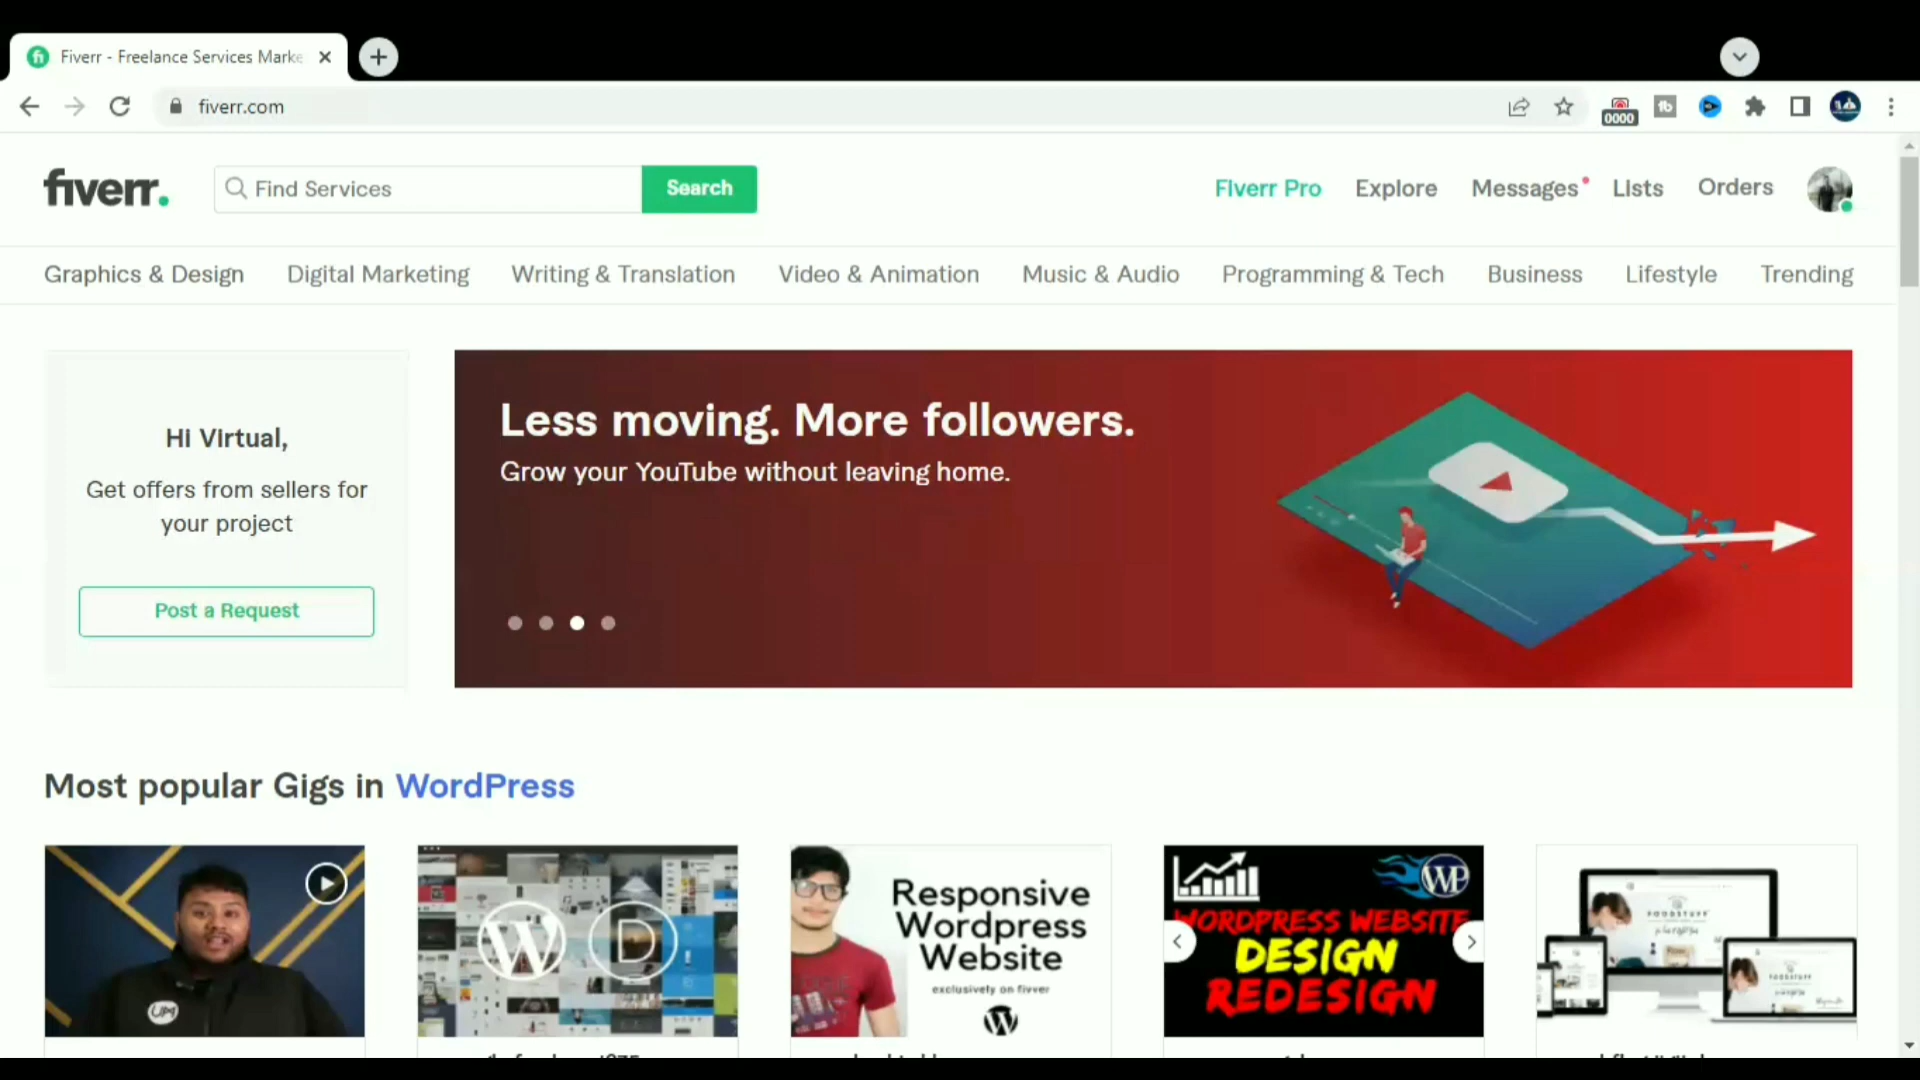 Fiverr - Freelance Services Marke
fiverr.com
0000
fiverr.
Find Services
Search
Fiverr Pro
Explore
Messages
Lists
Orders
Graphics & Design
Digital Marketing
Writing & Translation
Video & Animation
Music & Audio
Programming & Tech
Business
Lifestyle
Trending
Hi Virtual,
Get offers from sellers for
your project
Post a Request
Less moving. More followers.
Grow your YouTube without leaving home.
Most popular Gigs in WordPress
Responsive
Wordpress
Website
exclusively on fivver
WP
WORDPRESS WEBSITE
DESIGN
REDESIGN
FOODSTUFF
FOODSTUFF